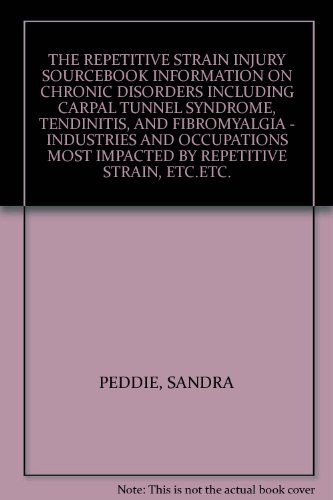 THE REPETITIVE STRAIN INJURY
SOURCEBOOK INFORMATION ON
CHRONIC DISORDERS INCLUDING
CARPAL TUNNEL SYNDROME,
TENDINITIS, AND FIBROMYALGIA -
INDUSTRIES AND OCCUPATIONS
MOST IMPACTED BY REPETITIVE
STRAIN, ETC.ETC.
PEDDIE, SANDRA
Note: This is not the actual book cover